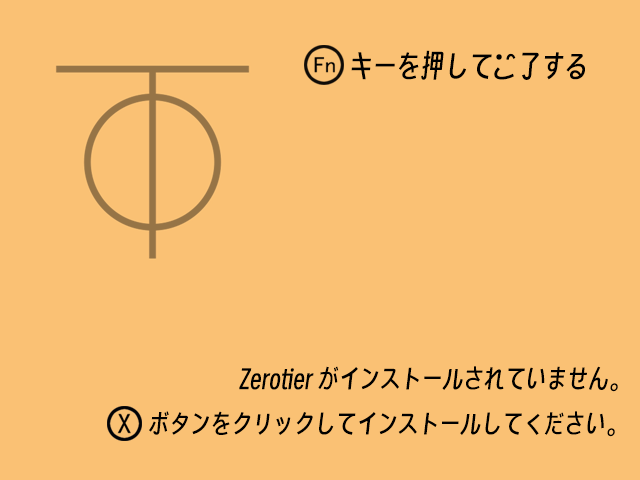 Fn キーを押して了する
Zerotier がインストールされていません。
X ボタンをクリックしてインストールしてください。